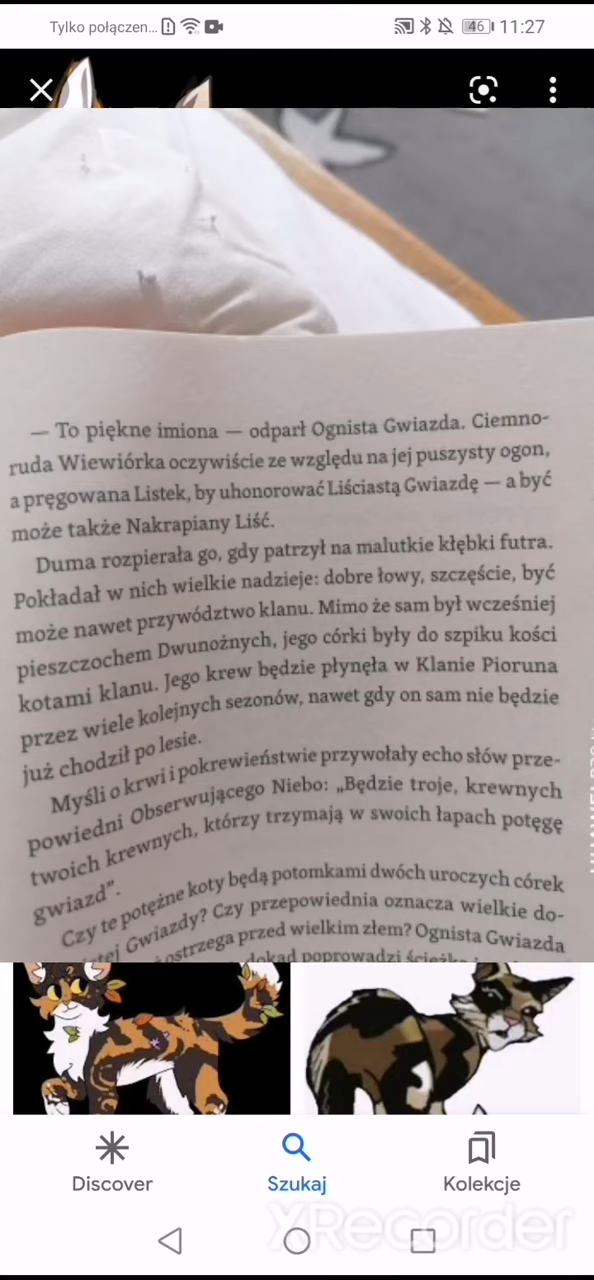 Tylko połączen...
46
11:27
— To piękne imiona — odparł Ognista Gwiazda. Ciemno-
ruda Wiewiórka oczywiście ze względu na jej puszysty ogon,
a pręgowana Listek, by uhonorować Liściastą Gwiazdę — a być
może także Nakrapiany Liść.
Duma rozpierała go, gdy patrzył na malutkie kłębki futra.
Pokładał w nich wielkie nadzieje: dobre łowy, szczęście, być
może nawet przywództwo klanu. Mimo że sam był wcześniej
pieszczochem Dwunożnych, jego córki były do szpiku kości
kotami klanu. Jego krew będzie płynęła w Klanie Pioruna
przez wiele kolejnych sezonów, nawet gdy on sam nie będzie
już chodził po lesie.
Myśli o krwi i pokrewieństwie przywołały echo słów prze-
powiedni Obserwującego Niebo: „Będzie troje, krewnych
twoich krewnych, którzy trzymają w swoich łapach potęgę
gwiazd”.
Czy te potężne koty będą potomkami dwóch uroczych córek
Gwiazdy? Czy przepowiednia oznacza wielkie do-
ostrzega przed wielkim złem? Ognista Gwiazda
dokąd poprowadzi
Discover
Szukaj
Kolekcje
XRecorder